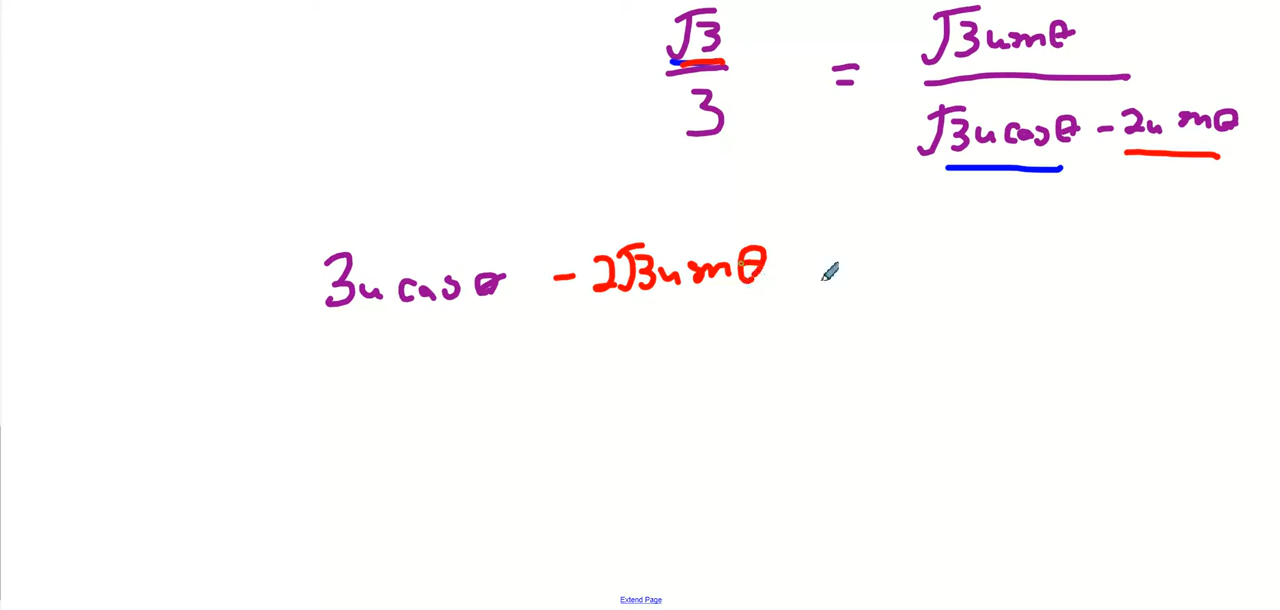 √3/3 = √3u sinθ / √3u cosθ - 2u sinθ
3u cosθ - 2√3u sinθ
Extend Page